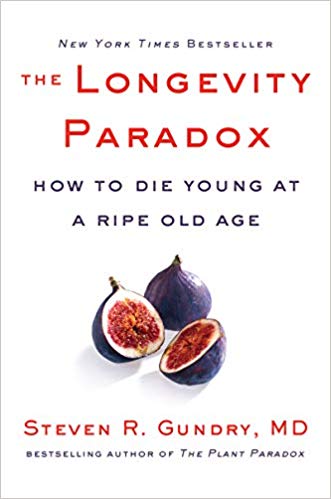 NEW YORK TIMES BESTSELLER
THE LONGEVITY
PARADOX
HOW TO DIE YOUNG AT
A RIPE OLD AGE
STEVEN R. GUNDRY, MD
BESTSELLING AUTHOR OF THE PLANT PARADOX